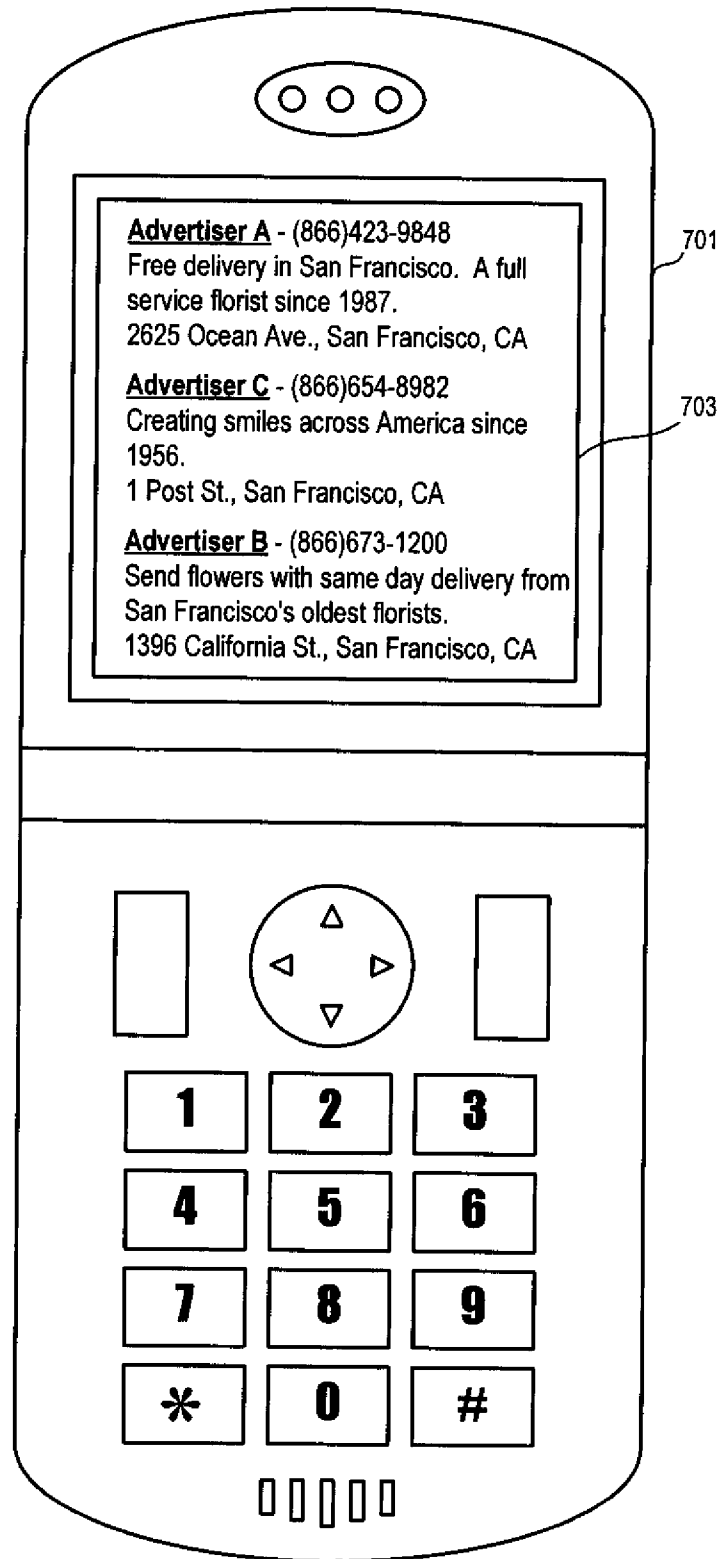 Advertiser A - (866)423-9848
Free delivery in San Francisco. A full
service florist since 1987.
2625 Ocean Ave., San Francisco, CA
Advertiser C - (866)654-8982
Creating smiles across America since
1956.
1 Post St., San Francisco, CA
Advertiser B - (866)673-1200
Send flowers with same day delivery from
San Francisco's oldest florists.
1396 California St., San Francisco, CA
701
703
1 2 3
4 5 6
7 8 9
* 0 #